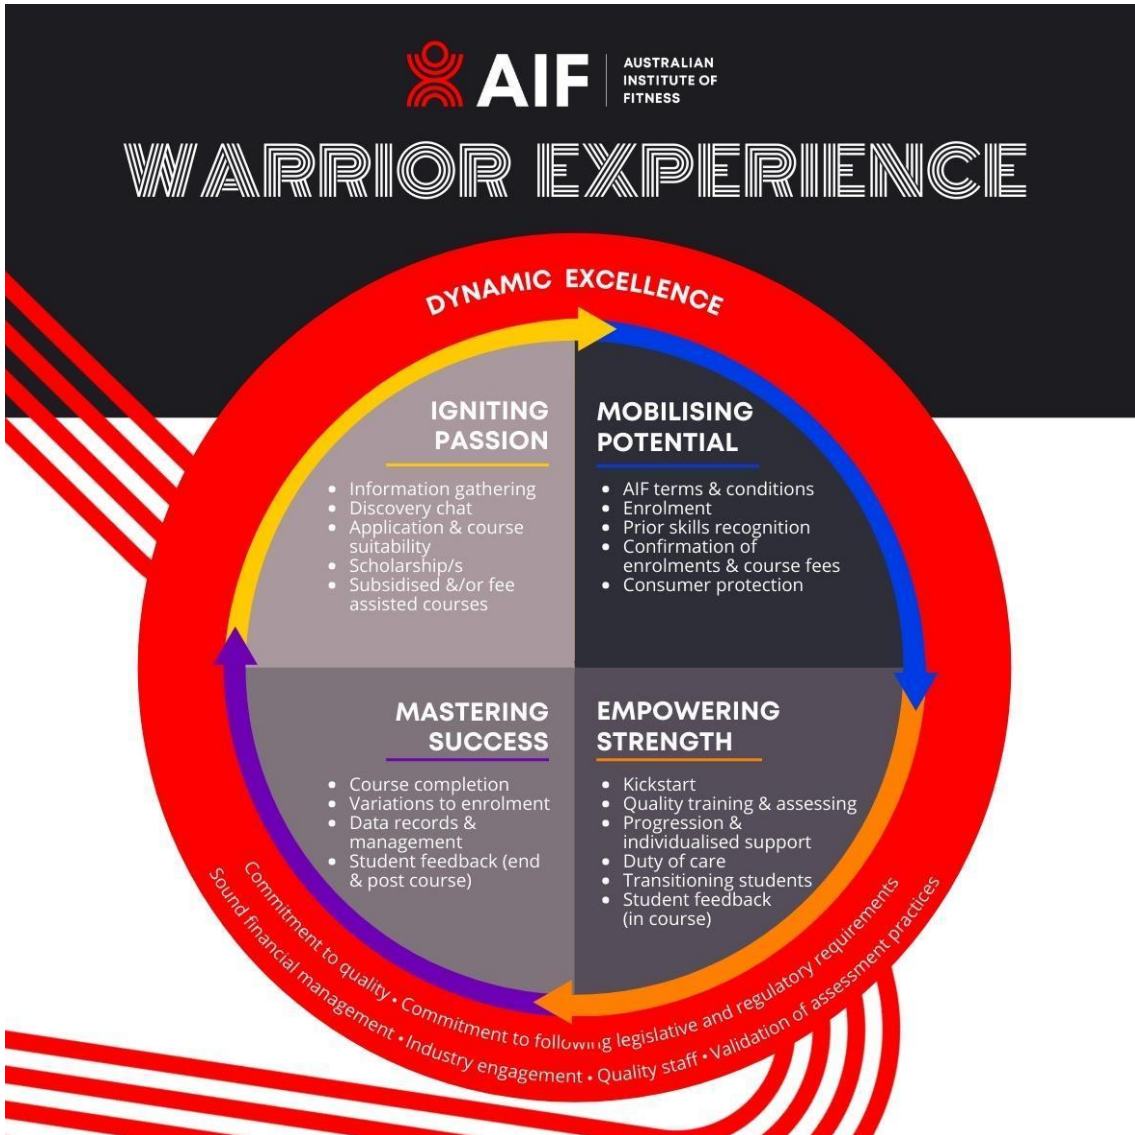 AIF
AUSTRALIAN
INSTITUTE OF
FITNESS
WARRIOR EXPERIENCE
DYNAMIC EXCELLENCE
IGNITING
PASSION
• Information gathering
• Discovery chat
• Application & course
suitability
• Scholarship/s
• Subsidised &/or fee
assisted courses
MOBILISING
POTENTIAL
• AIF terms & conditions
• Enrolment
• Prior skills recognition
• Confirmation of
enrolments & course fees
• Consumer protection
MASTERING
SUCCESS
• Course completion
• Variations to enrolment
• Data records &
management
• Student feedback (end
& post course)
EMPOWERING
STRENGTH
• Kickstart
• Quality training & assessing
• Progression &
individualised support
• Duty of care
• Transitioning students
• Student feedback
(in course)
Commitment to quality • Commitment to following legislative and regulatory requirements
Sound financial management • Industry engagement • Quality staff • Validation of assessment practices